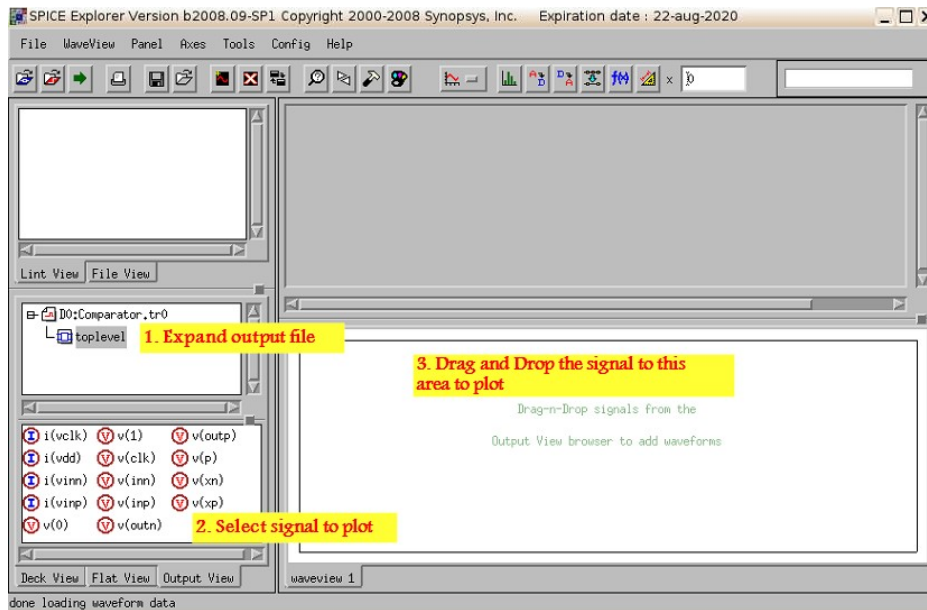 SPICE Explorer Version b2008.09-SP1 Copyright 2000-2008 Synopsys, Inc. Expiration date : 22-aug-2020
File WaveView Panel Axes Tools Config Help
x
Lint View File View
D0:Comparator.tr0
toplevel
1. Expand output file
i(vclk) v(1) v(outp)
i(vdd) v(clk) v(p)
i(vinn) v(inn) v(xn)
i(vinp) v(inp) v(xp)
v(0) v(outn)
2. Select signal to plot
Deck View Flat View Output View
3. Drag and Drop the signal to this
area to plot
Drag-n-Drop signals from the
Output View browser to add waveforms
waveview 1
done loading waveform data